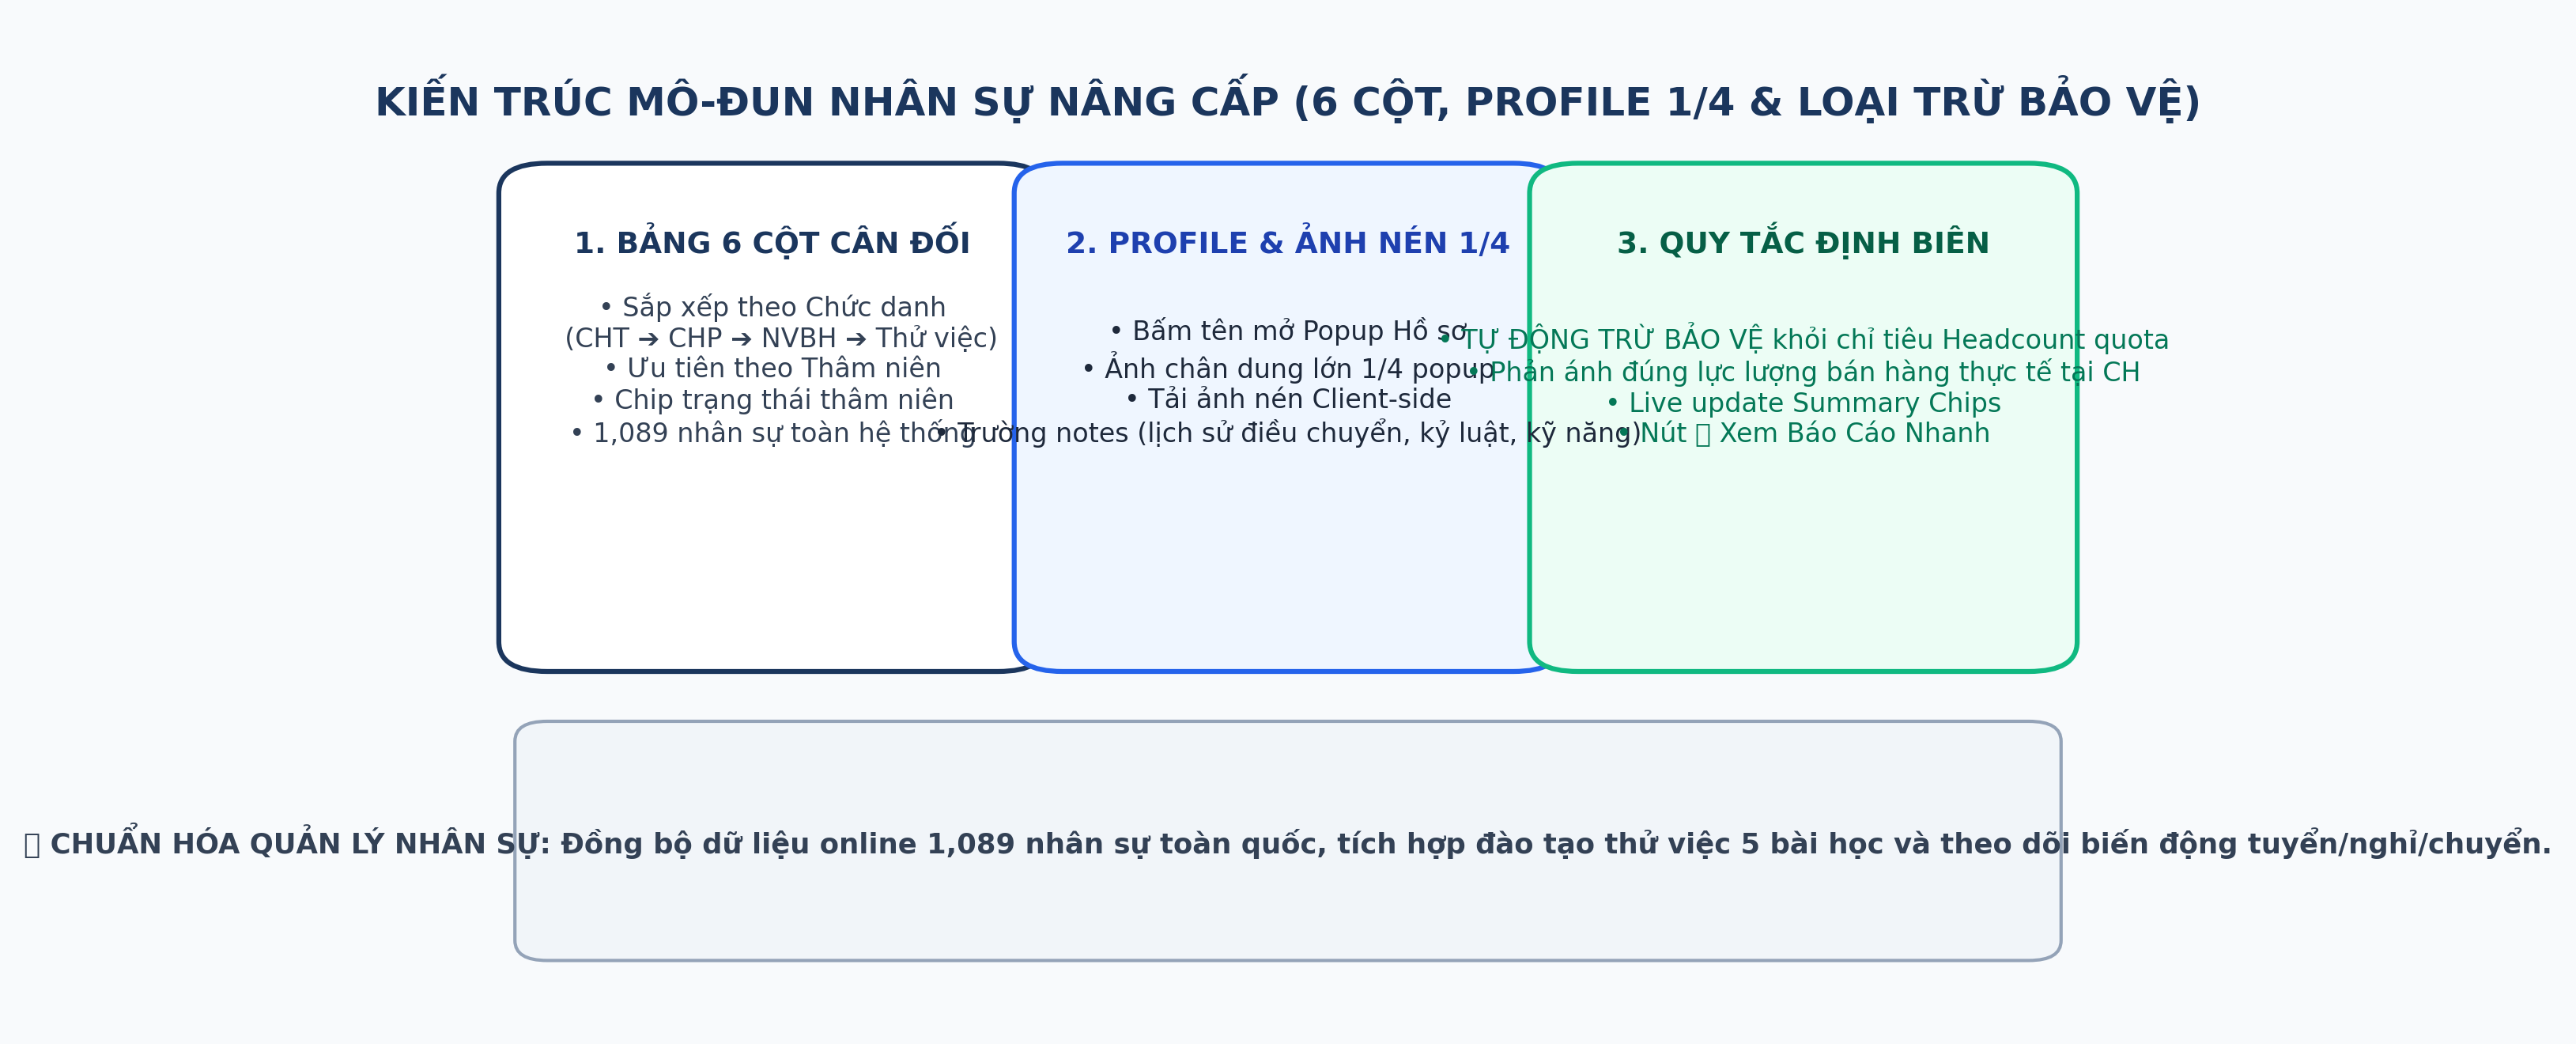 KIẾN TRÚC MÔ-ĐUN NHÂN SỰ NÂNG CẤP (6 CỘT, PROFILE 1/4 & LOẠI TRỪ BẢO VỆ)
1. BẢNG 6 CỘT CÂN ĐỐI
• Sắp xếp theo Chức danh
(CHT ➔ CHP ➔ NVBH ➔ Thử việc)
• Ưu tiên theo Thâm niên
• Chip trạng thái thâm niên
• 1,089 nhân sự toàn hệ thống
2. PROFILE & ẢNH NÉN 1/4
• Bấm tên mở Popup Hồ sơ
• Ảnh chân dung lớn 1/4 popup
• Tải ảnh nén Client-side
• Trường notes (lịch sử điều chuyển, kỷ luật, kỹ năng)
3. QUY TẮC ĐỊNH BIÊN
• TỰ ĐỘNG TRỪ BẢO VỆ khỏi chỉ tiêu Headcount quota
• Phản ánh đúng lực lượng bán hàng thực tế tại CH
• Live update Summary Chips
• Nút Xem Báo Cáo Nhanh
CHUẨN HÓA QUẢN LÝ NHÂN SỰ: Đồng bộ dữ liệu online 1,089 nhân sự toàn quốc, tích hợp đào tạo thử việc 5 bài học và theo dõi biến động tuyển/nghỉ/chuyển.